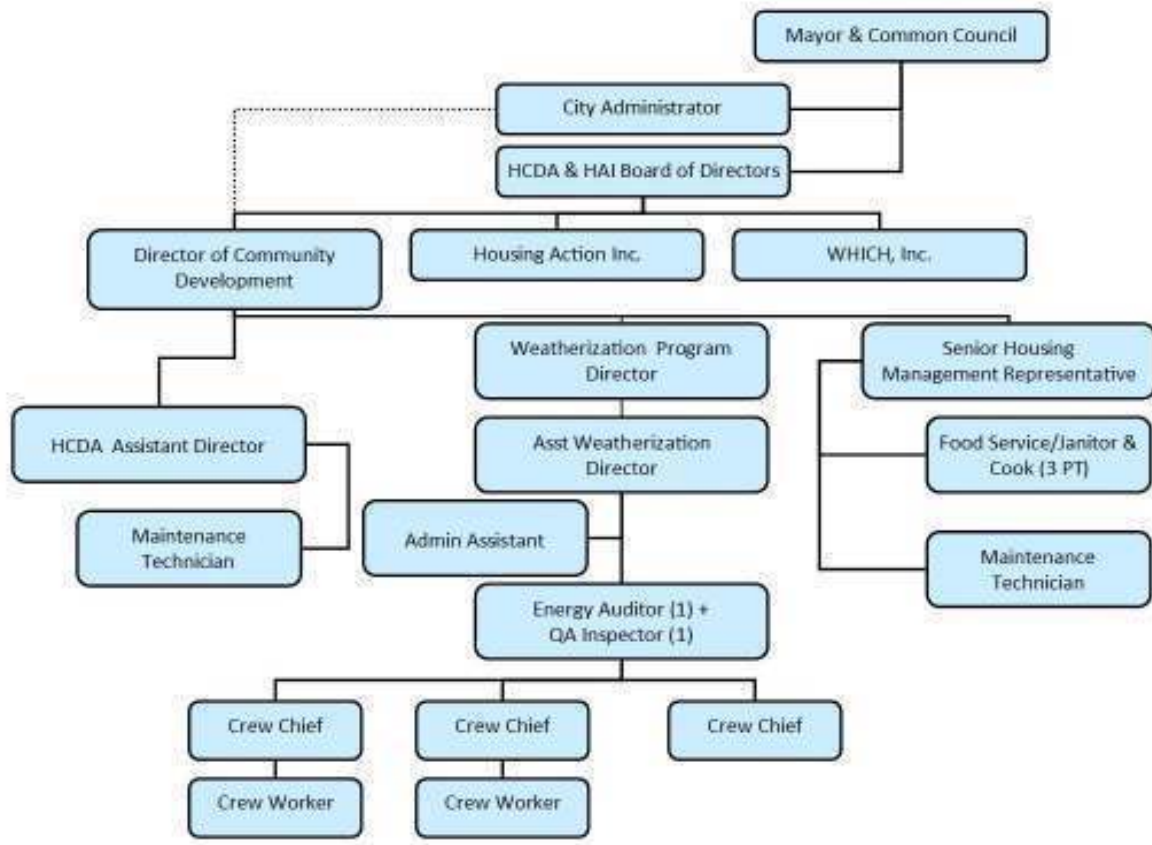 Mayor & Common Council
City Administrator
HCDA & HAI Board of Directors
Director of Community
Development
Housing Action Inc.
WHICH, Inc.
Weatherization Program
Director
Senior Housing
Management Representative
HCDA Assistant Director
Asst Weatherization
Director
Food Service/Janitor &
Cook (3 PT)
Maintenance
Technician
Admin Assistant
Maintenance
Technician
Energy Auditor (1) +
QA Inspector (1)
Crew Chief
Crew Chief
Crew Chief
Crew Worker
Crew Worker